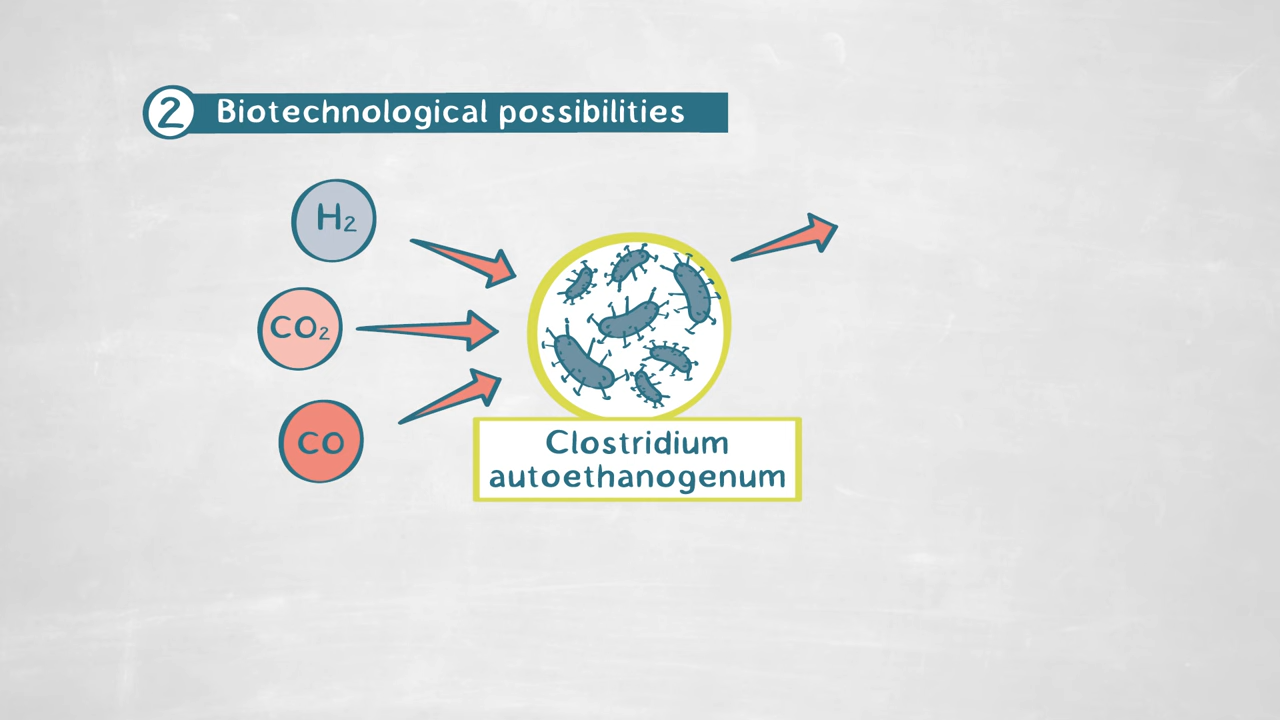 2 Biotechnological possibilities
H₂
CO₂
CO
Clostridium
autoethanogenum